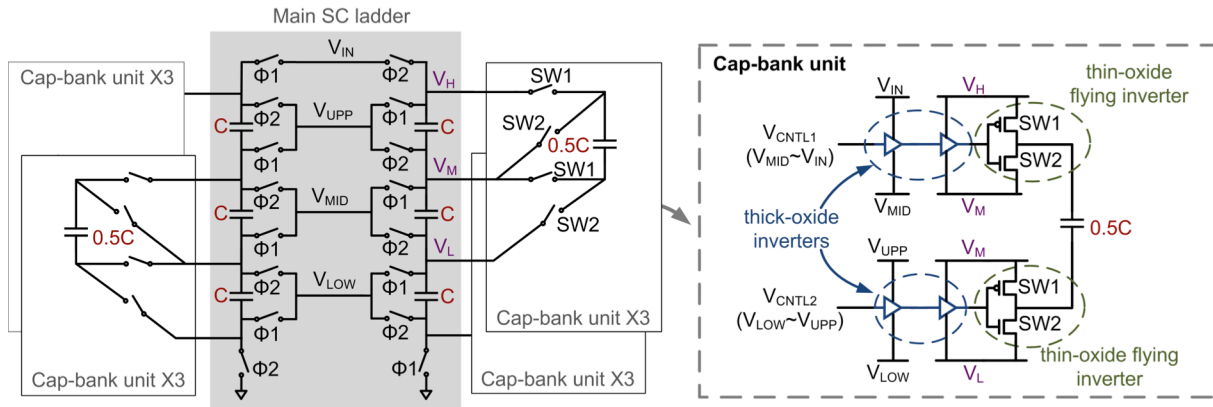 Main SC ladder
Cap-bank unit X3
Cap-bank unit X3
0.5C
V_IN
Φ1
Φ2
V_UPP
Φ2
Φ1
C
C
Φ1
Φ2
V_MID
Φ2
Φ1
C
C
Φ1
Φ2
V_LOW
Φ2
Φ1
C
C
Φ1
Φ2
Φ2
Φ1
V_H
V_M
V_L
SW1
SW2
0.5C
SW1
SW2
Cap-bank unit X3
Cap-bank unit X3
Cap-bank unit
V_IN
V_H
thin-oxide
flying inverter
V_CNTL1
(V_MID~V_IN)
SW1
SW2
V_MID
V_M
thick-oxide
inverters
0.5C
V_UPP
V_M
V_CNTL2
(V_LOW~V_UPP)
SW1
SW2
V_LOW
V_L
thin-oxide flying
inverter